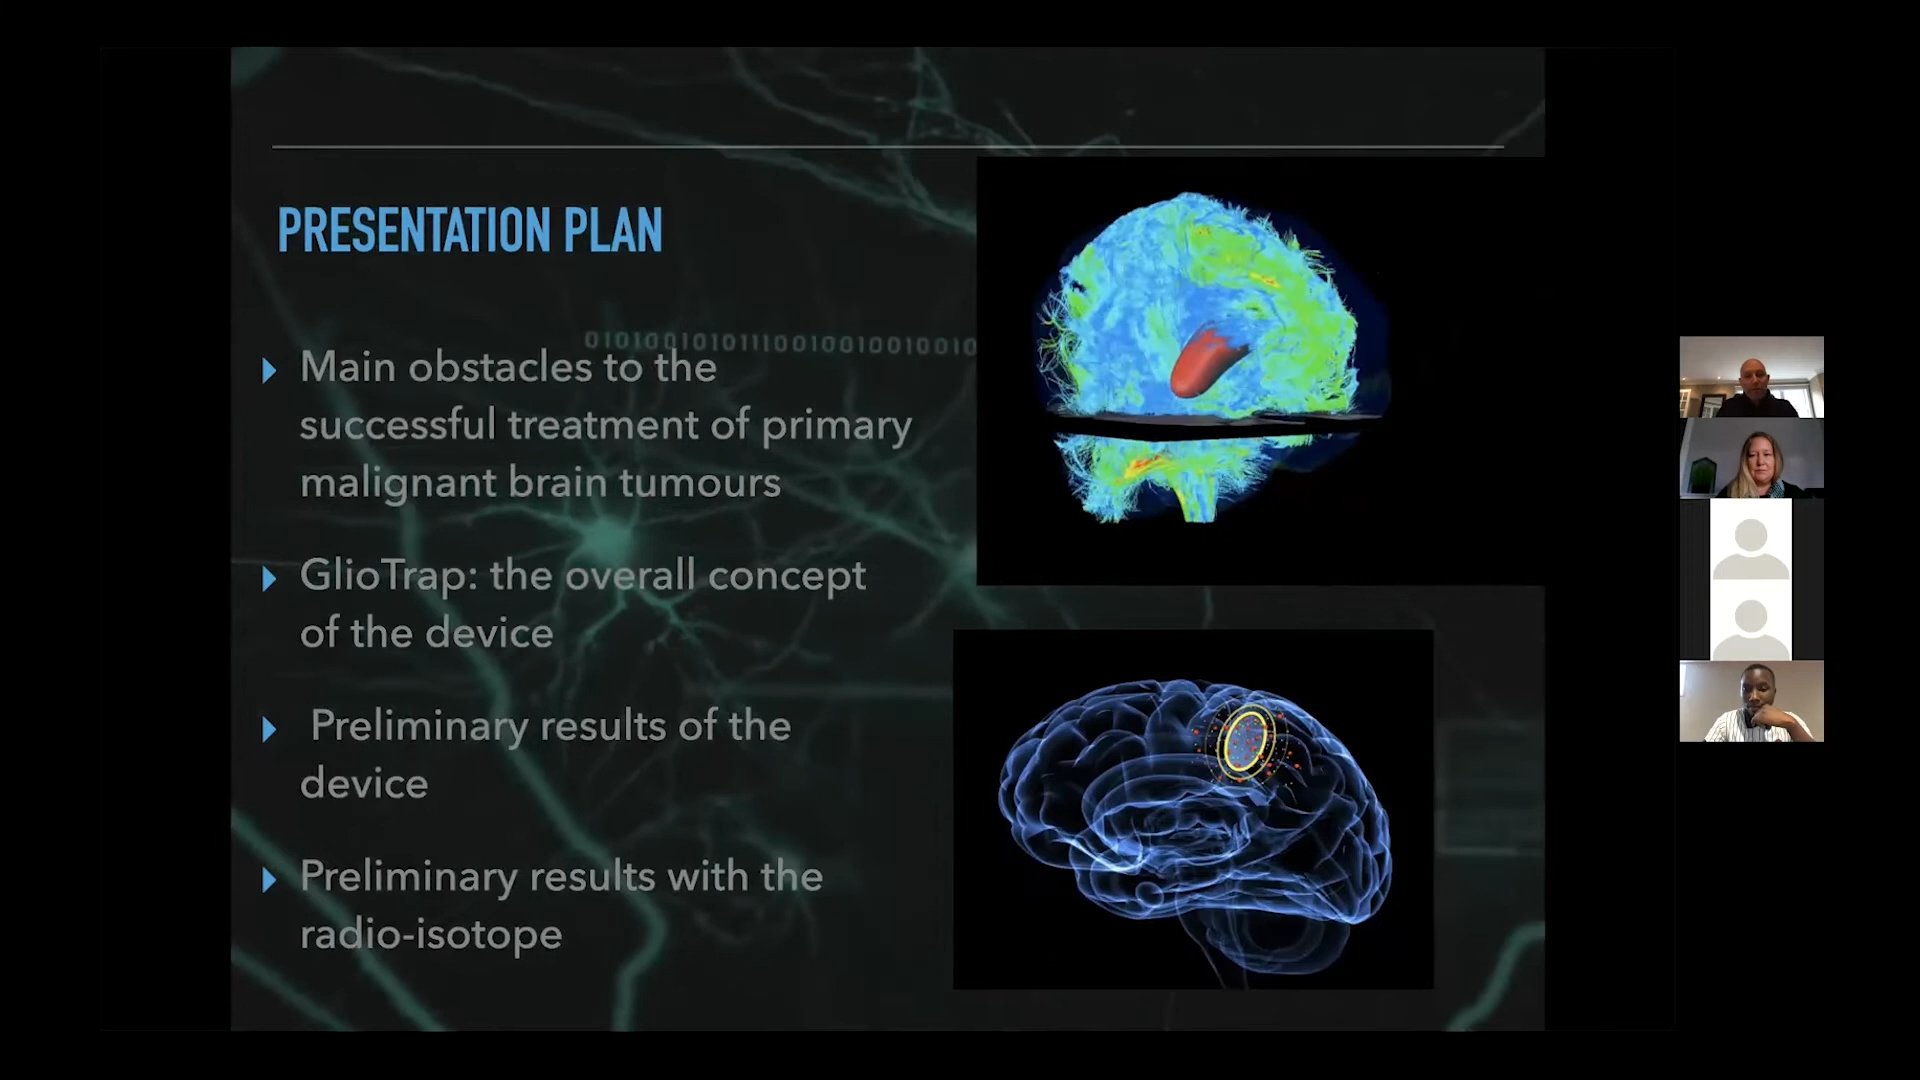 PRESENTATION PLAN
01010010101110010010010010
Main obstacles to the
successful treatment of primary
malignant brain tumours
GlioTrap: the overall concept
of the device
Preliminary results of the
device
Preliminary results with the
radio-isotope